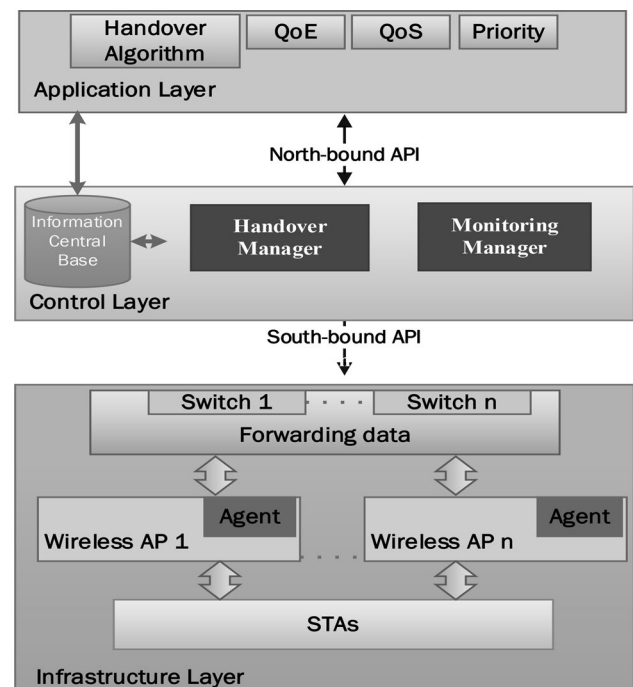 Handover
Algorithm
QoE
QoS
Priority
Application Layer
North-bound API
Information
Central
Base
Handover
Manager
Monitoring
Manager
Control Layer
South-bound API
Switch 1
Switch n
Forwarding data
Agent
Wireless AP 1
Agent
Wireless AP n
STAs
Infrastructure Layer